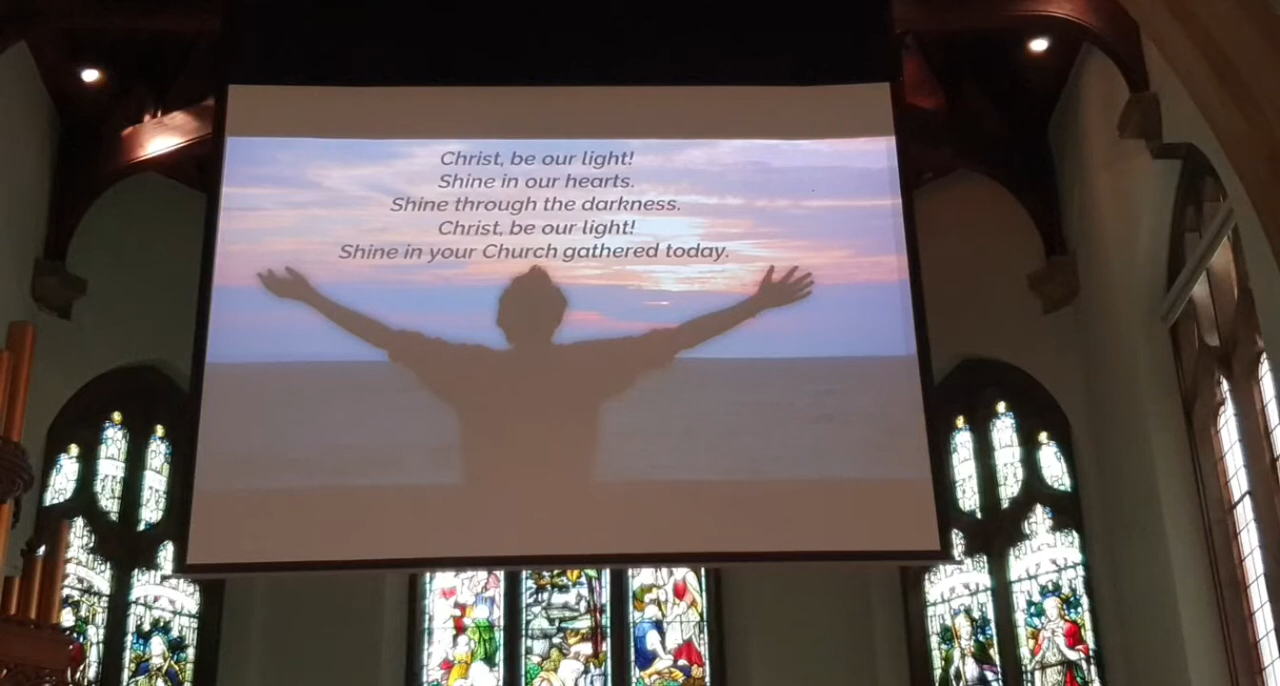 Christ, be our light!
Shine in our hearts.
Shine through the darkness.
Christ, be our light!
Shine in your Church gathered today.